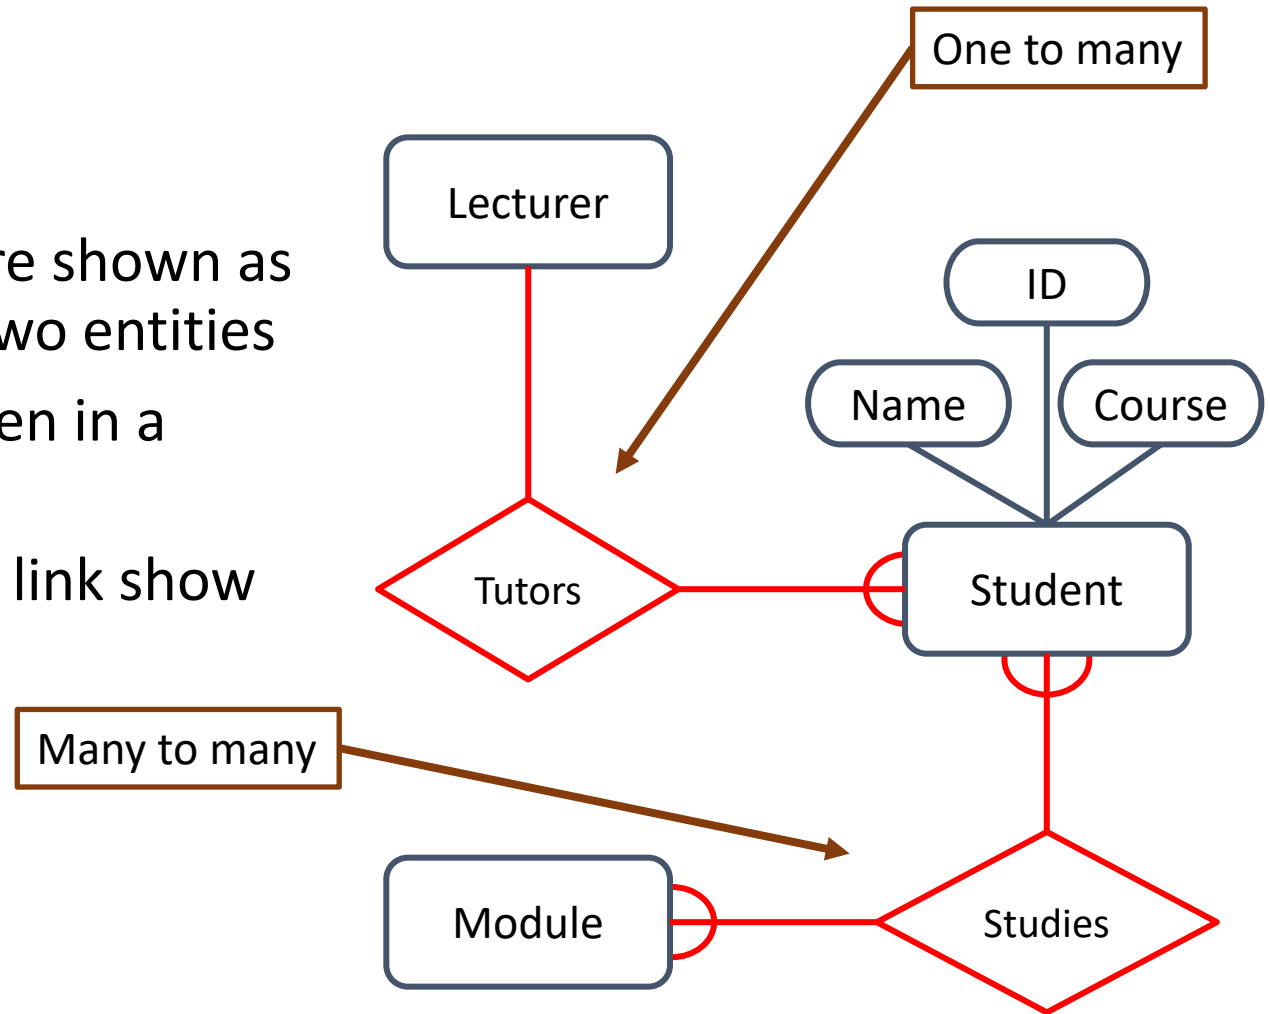 One to many
Lecturer
re shown as
wo entities
ID
Name
Course
en in a
link show
Tutors
Student
Many to many
Module
Studies